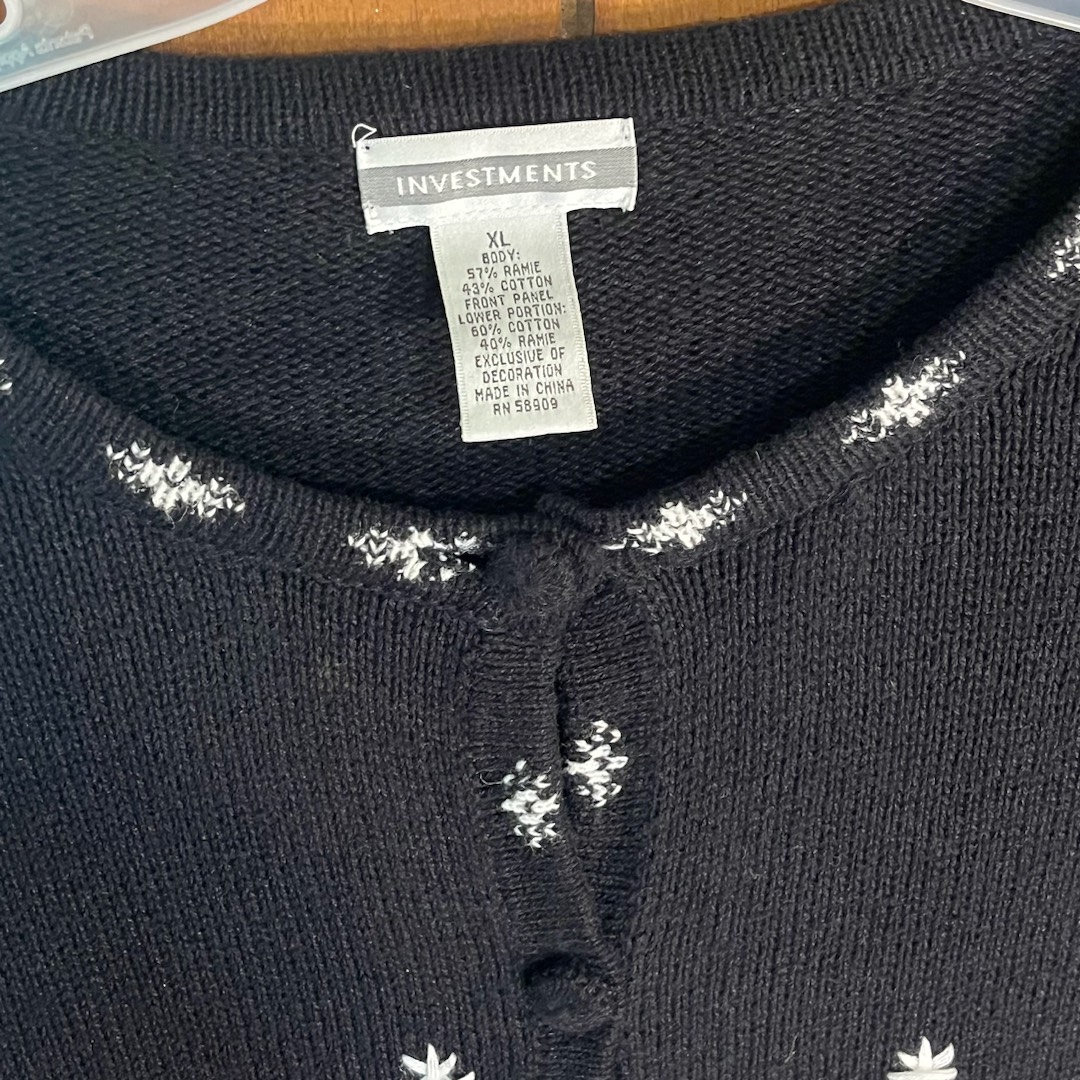 INVESTMENTS
XL
BODY:
57% RAMIE
43% COTTON
FRONT PANEL
LOWER PORTION:
60% COTTON
40% RAMIE
EXCLUSIVE OF
DECORATION
MADE IN CHINA
RN 58909